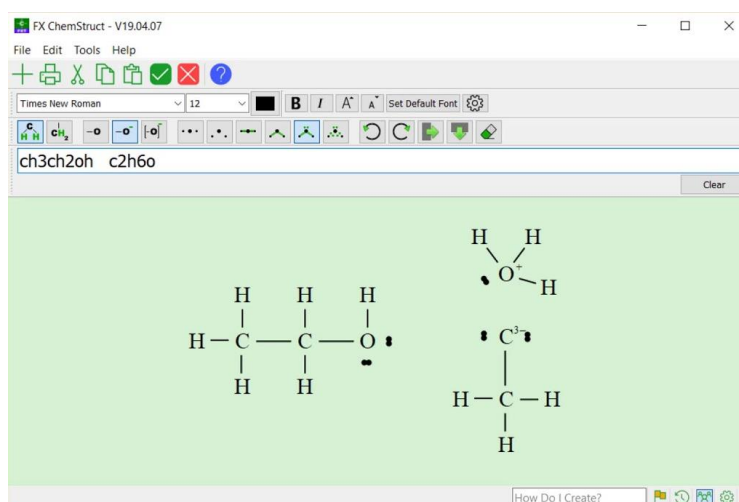 FX ChemStruct - V19.04.07
File Edit Tools Help
Times New Roman 12 B I A A Set Default Font
C H H CH2 -o -o- [-o]
ch3ch2oh c2h6o
Clear
H H
O+
H
H H H
H C C O
H H
C3-
H C H
H
How Do I Create?